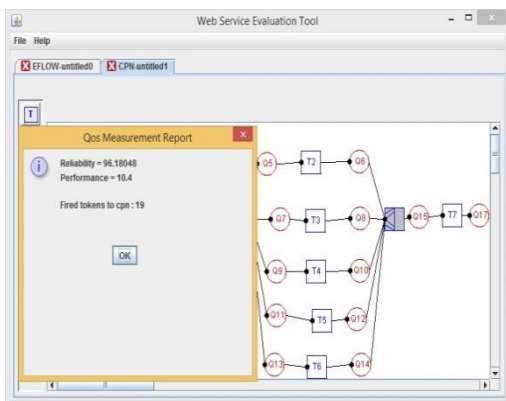 Web Service Evaluation Tool
File Help
EFLOW-untitled0 CPN-untitled1
T
Qos Measurement Report
Reliability = 96.18048
Performance = 10.4
Fired tokens to cpn : 19
OK
Q5 T2 Q6
Q7 T3 Q8 Q15 T7 Q17
Q9 T4 Q10
Q11 T5 Q12
Q13 T6 Q14